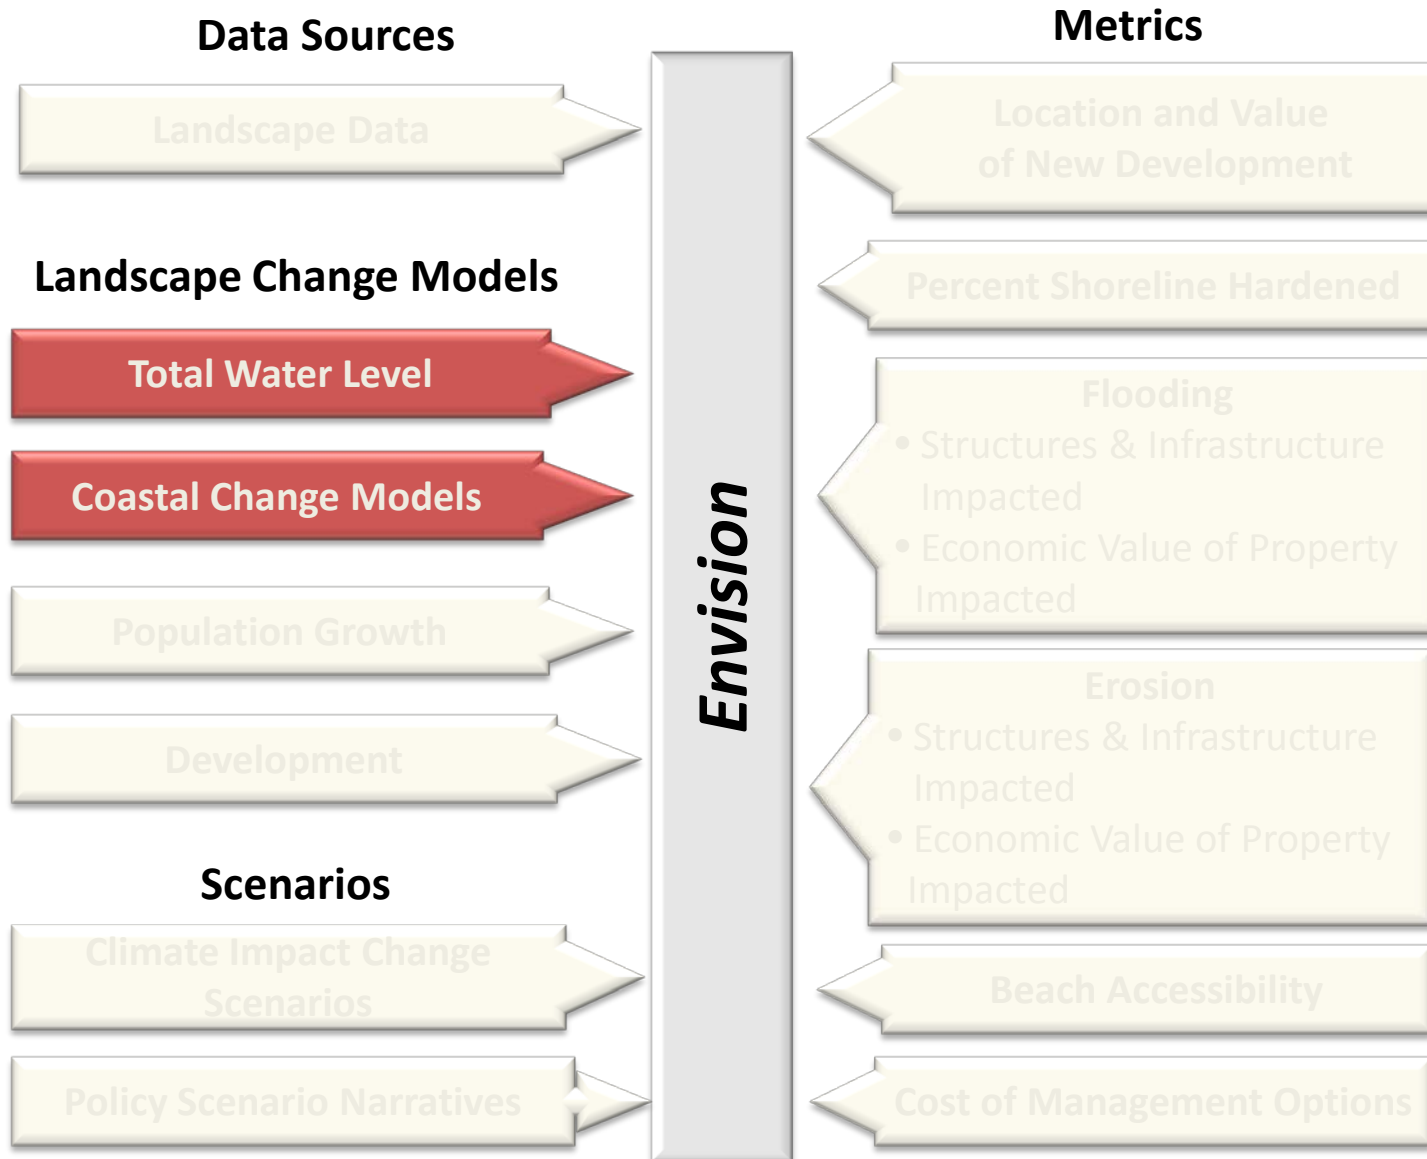 Data Sources
Landscape Data
Landscape Change Models
Total Water Level
Coastal Change Models
Population Growth
Development
Scenarios
Climate Impact Change
Scenarios
Policy Scenario Narratives
Envision
Metrics
Location and Value
of New Development
Percent Shoreline Hardened
Flooding
• Structures & Infrastructure
Impacted
• Economic Value of Property
Impacted
Erosion
• Structures & Infrastructure
Impacted
• Economic Value of Property
Impacted
Beach Accessibility
Cost of Management Options